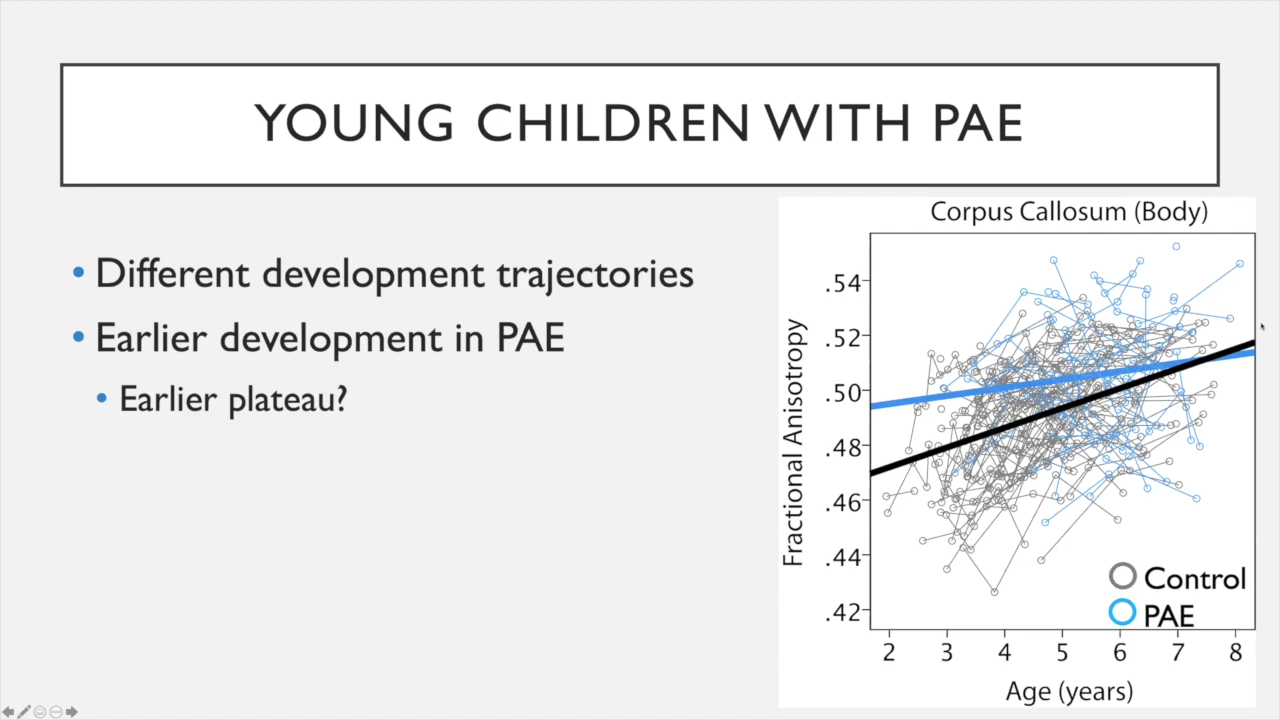 YOUNG CHILDREN WITH PAE
• Different development trajectories
• Earlier development in PAE
• Earlier plateau?
Corpus Callosum (Body)
Fractional Anisotropy
.54
.52
.50
.48
.46
.44
.42
Control
PAE
2 3 4 5 6 7 8
Age (years)